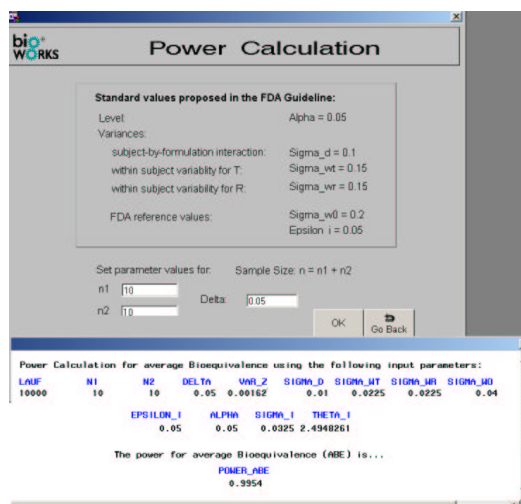 bio
WORKS
Power Calculation
Standard values proposed in the FDA Guideline:
Level: Alpha = 0.05
Variances:
subject-by-formulation interaction: Sigma_d = 0.1
within subject variablity for T: Sigma_wt = 0.15
within subject variability for R: Sigma_wr = 0.15
FDA reference values: Sigma_w0 = 0.2
Epsilon i = 0.05
Set parameter values for: Sample Size: n = n1 + n2
n1 10
Delta: 0.05
n2 10
OK Go Back
Power Calculation for average Bioequivalence using the following input parameters:
LAUF N1 N2 DELTA VAR_Z SIGMA_D SIGMA_WT SIGMA_WR SIGMA_WO
10000 10 10 0.05 0.00162 0.01 0.0225 0.0225 0.04
EPSILON_I ALPHA SIGMA_I THETA_I
0.05 0.05 0.0325 2.4948261
The power for average Bioequivalence (ABE) is...
POWER_ABE
0.9954